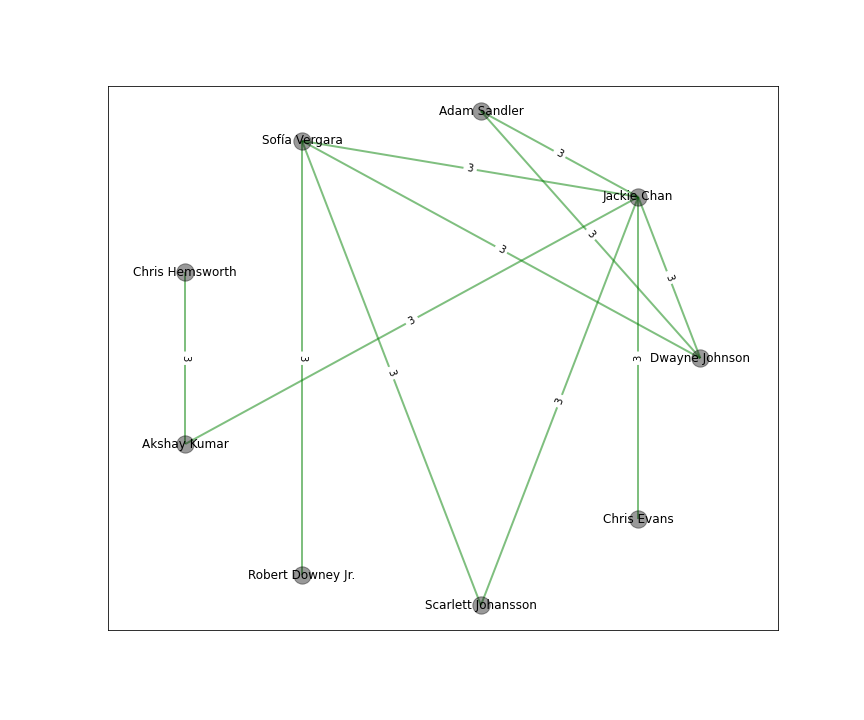 Adam Sandler
Sofía Vergara
3
3
Jackie Chan
3
3
Chris Hemsworth
3
3
3
3
3
Dwayne Johnson
3
3
Akshay Kumar
Chris Evans
Robert Downey Jr.
Scarlett Johansson